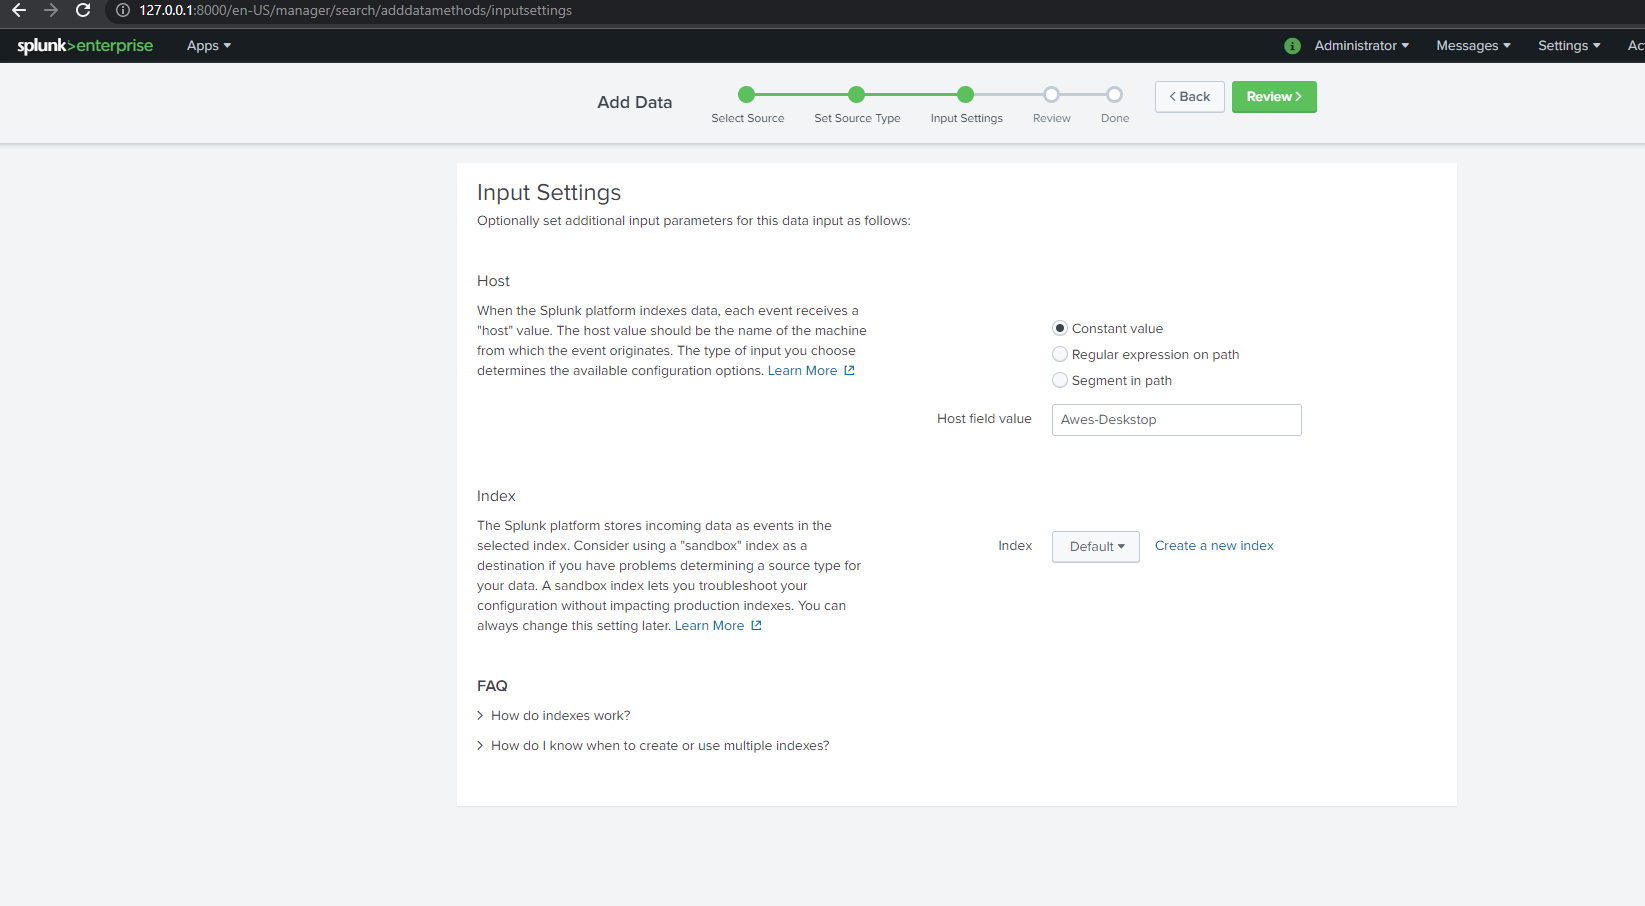 127.0.0.1:8000/en-US/manager/search/adddatamethods/inputsettings
splunk>enterprise Apps Administrator Messages Settings Ac
Add Data
Select Source Set Source Type Input Settings Review Done
< Back Review >
Input Settings
Optionally set additional input parameters for this data input as follows:
Host
When the Splunk platform indexes data, each event receives a
"host" value. The host value should be the name of the machine
from which the event originates. The type of input you choose
determines the available configuration options. Learn More
Constant value
Regular expression on path
Segment in path
Host field value Awes-Deskstop
Index
The Splunk platform stores incoming data as events in the
selected index. Consider using a "sandbox" index as a
destination if you have problems determining a source type for
your data. A sandbox index lets you troubleshoot your
configuration without impacting production indexes. You can
always change this setting later. Learn More
Index Default Create a new index
FAQ
> How do indexes work?
> How do I know when to create or use multiple indexes?